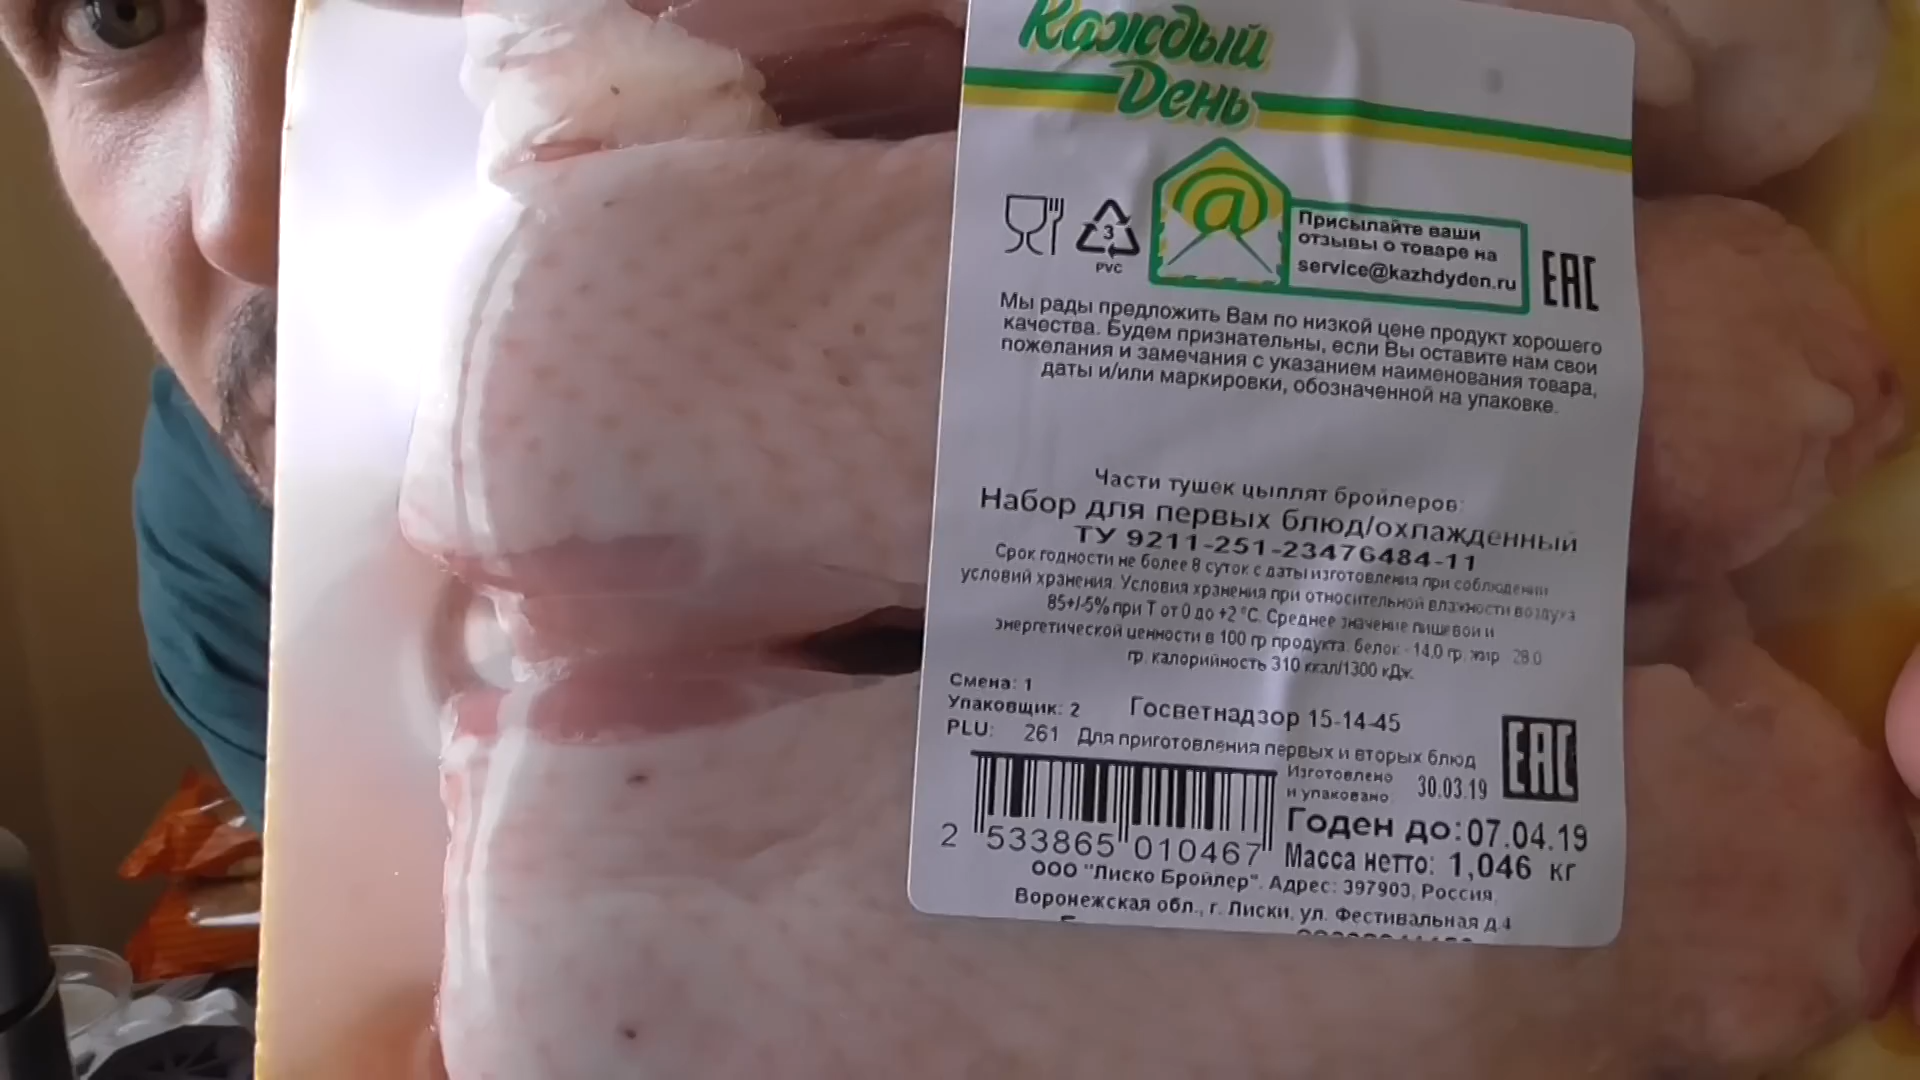 Каждый
День
3
PVC
@
Присылайте ваши
отзывы о товаре на
service@kazhdyden.ru
EAC
Мы рады предложить Вам по низкой цене продукт хорошего
качества. Будем признательны, если Вы оставите нам свои
пожелания и замечания с указанием наименования товара,
даты и/или маркировки, обозначенной на упаковке.
Части тушек цыплят бройлеров:
Набор для первых блюд/охлажденный
ТУ 9211-251-23476484-11
Срок годности не более 8 суток с даты изготовления при соблюдении
условий хранения. Условия хранения при относительной влажности воздуха
85+/-5% при Т от 0 до +2 °С. Среднее значение пищевой и
энергетической ценности в 100 гр продукта: белок - 14,0 гр, жир 28.0
гр. калорийность 310 ккал/1300 кДж.
Смена: 1
Упаковщик: 2
Госветнадзор 15-14-45
PLU: 261 Для приготовления первых и вторых блюд
EAC
Изготовлено
и упаковано: 30.03.19
Годен до: 07.04.19
2 533865 010467
Масса нетто: 1,046 кг
ООО "Лиско Бройлер". Адрес: 397903, Россия,
Воронежская обл., г. Лиски, ул. Фестивальная д.4